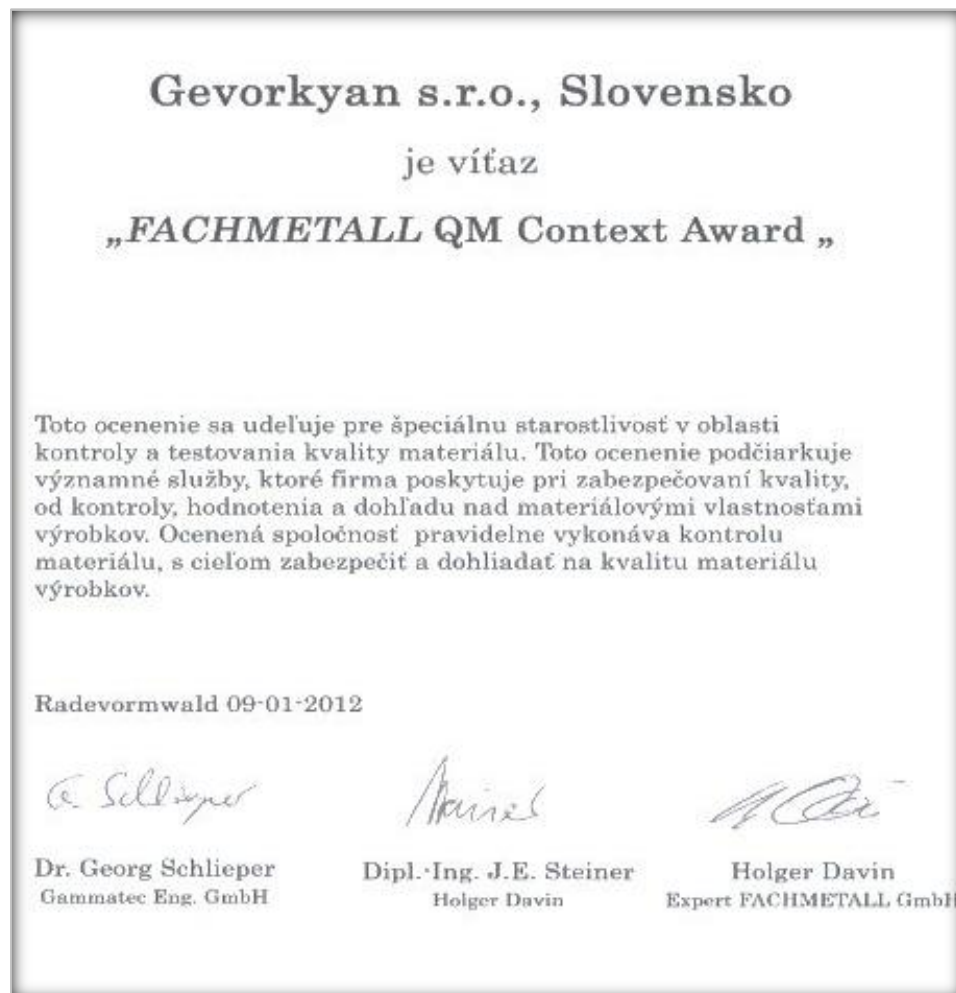 Gevorkyan s.r.o., Slovensko
je víťaz
„FACHMETALL QM Context Award „
Toto ocenenie sa udeľuje pre špeciálnu starostlivosť v oblasti
kontroly a testovania kvality materiálu. Toto ocenenie podčiarkuje
významné služby, ktoré firma poskytuje pri zabezpečovaní kvality,
od kontroly, hodnotenia a dohľadu nad materiálovými vlastnosťami
výrobkov. Ocenená spoločnosť pravidelne vykonáva kontrolu
materiálu, s cieľom zabezpečiť a dohliadať na kvalitu materiálu
výrobkov.
Radevormwald 09-01-2012
G. Schlieper
Dr. Georg Schlieper Dipl.-Ing. J.E. Steiner Holger Davin
Gammatec Eng. GmbH Holger Davin Expert FACHMETALL GmbH